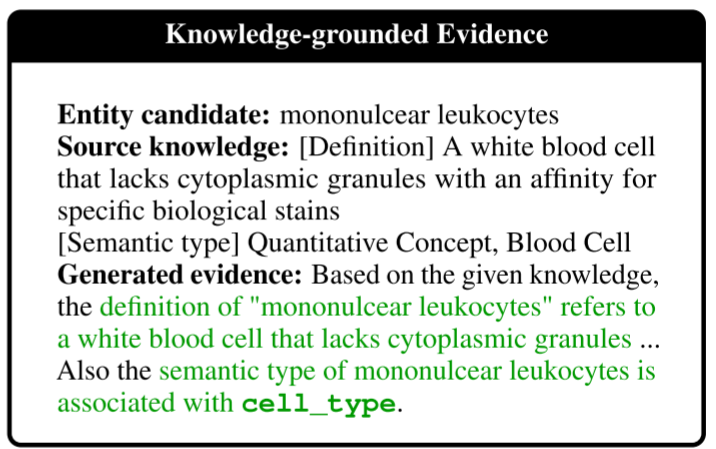 Knowledge-grounded Evidence
Entity candidate: mononulcear leukocytes
Source knowledge: [Definition] A white blood cell
that lacks cytoplasmic granules with an affinity for
specific biological stains
[Semantic type] Quantitative Concept, Blood Cell
Generated evidence: Based on the given knowledge,
the definition of "mononulcear leukocytes" refers to
a white blood cell that lacks cytoplasmic granules ...
Also the semantic type of mononulcear leukocytes is
associated with cell_type.